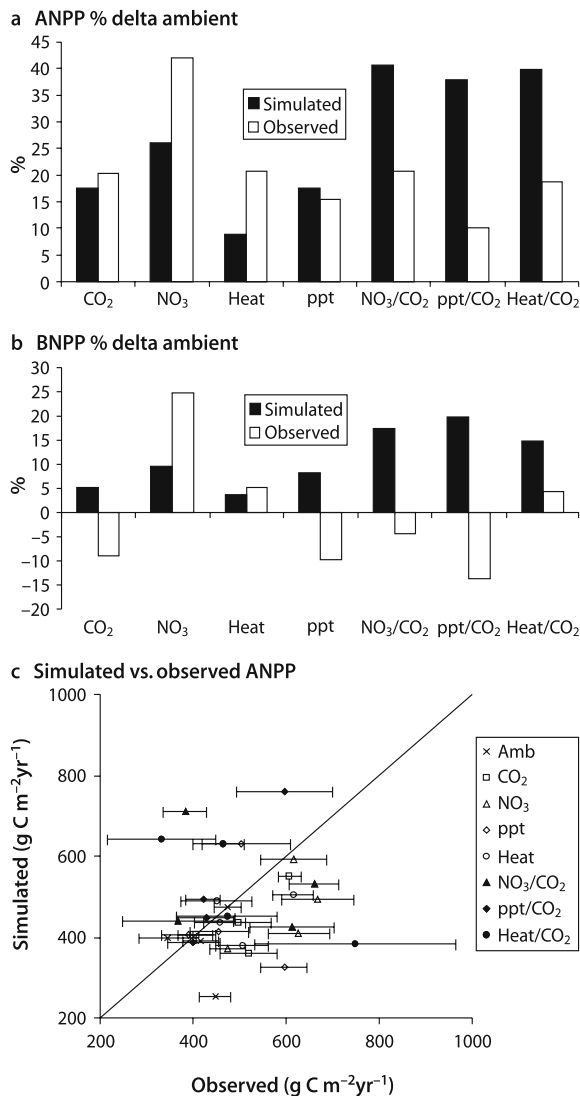 a ANPP % delta ambient
45
40
35
30
25
20
15
10
5
0
%
Simulated
Observed
CO₂ NO₃ Heat ppt NO₃/CO₂ ppt/CO₂ Heat/CO₂
b BNPP % delta ambient
30
25
20
15
10
5
0
−5
−10
−15
−20
%
Simulated
Observed
CO₂ NO₃ Heat ppt NO₃/CO₂ ppt/CO₂ Heat/CO₂
c Simulated vs. observed ANPP
1000
800
600
400
200
Simulated (g C m⁻²yr⁻¹)
Amb
CO₂
NO₃
ppt
Heat
NO₃/CO₂
ppt/CO₂
Heat/CO₂
200 400 600 800 1000
Observed (g C m⁻²yr⁻¹)